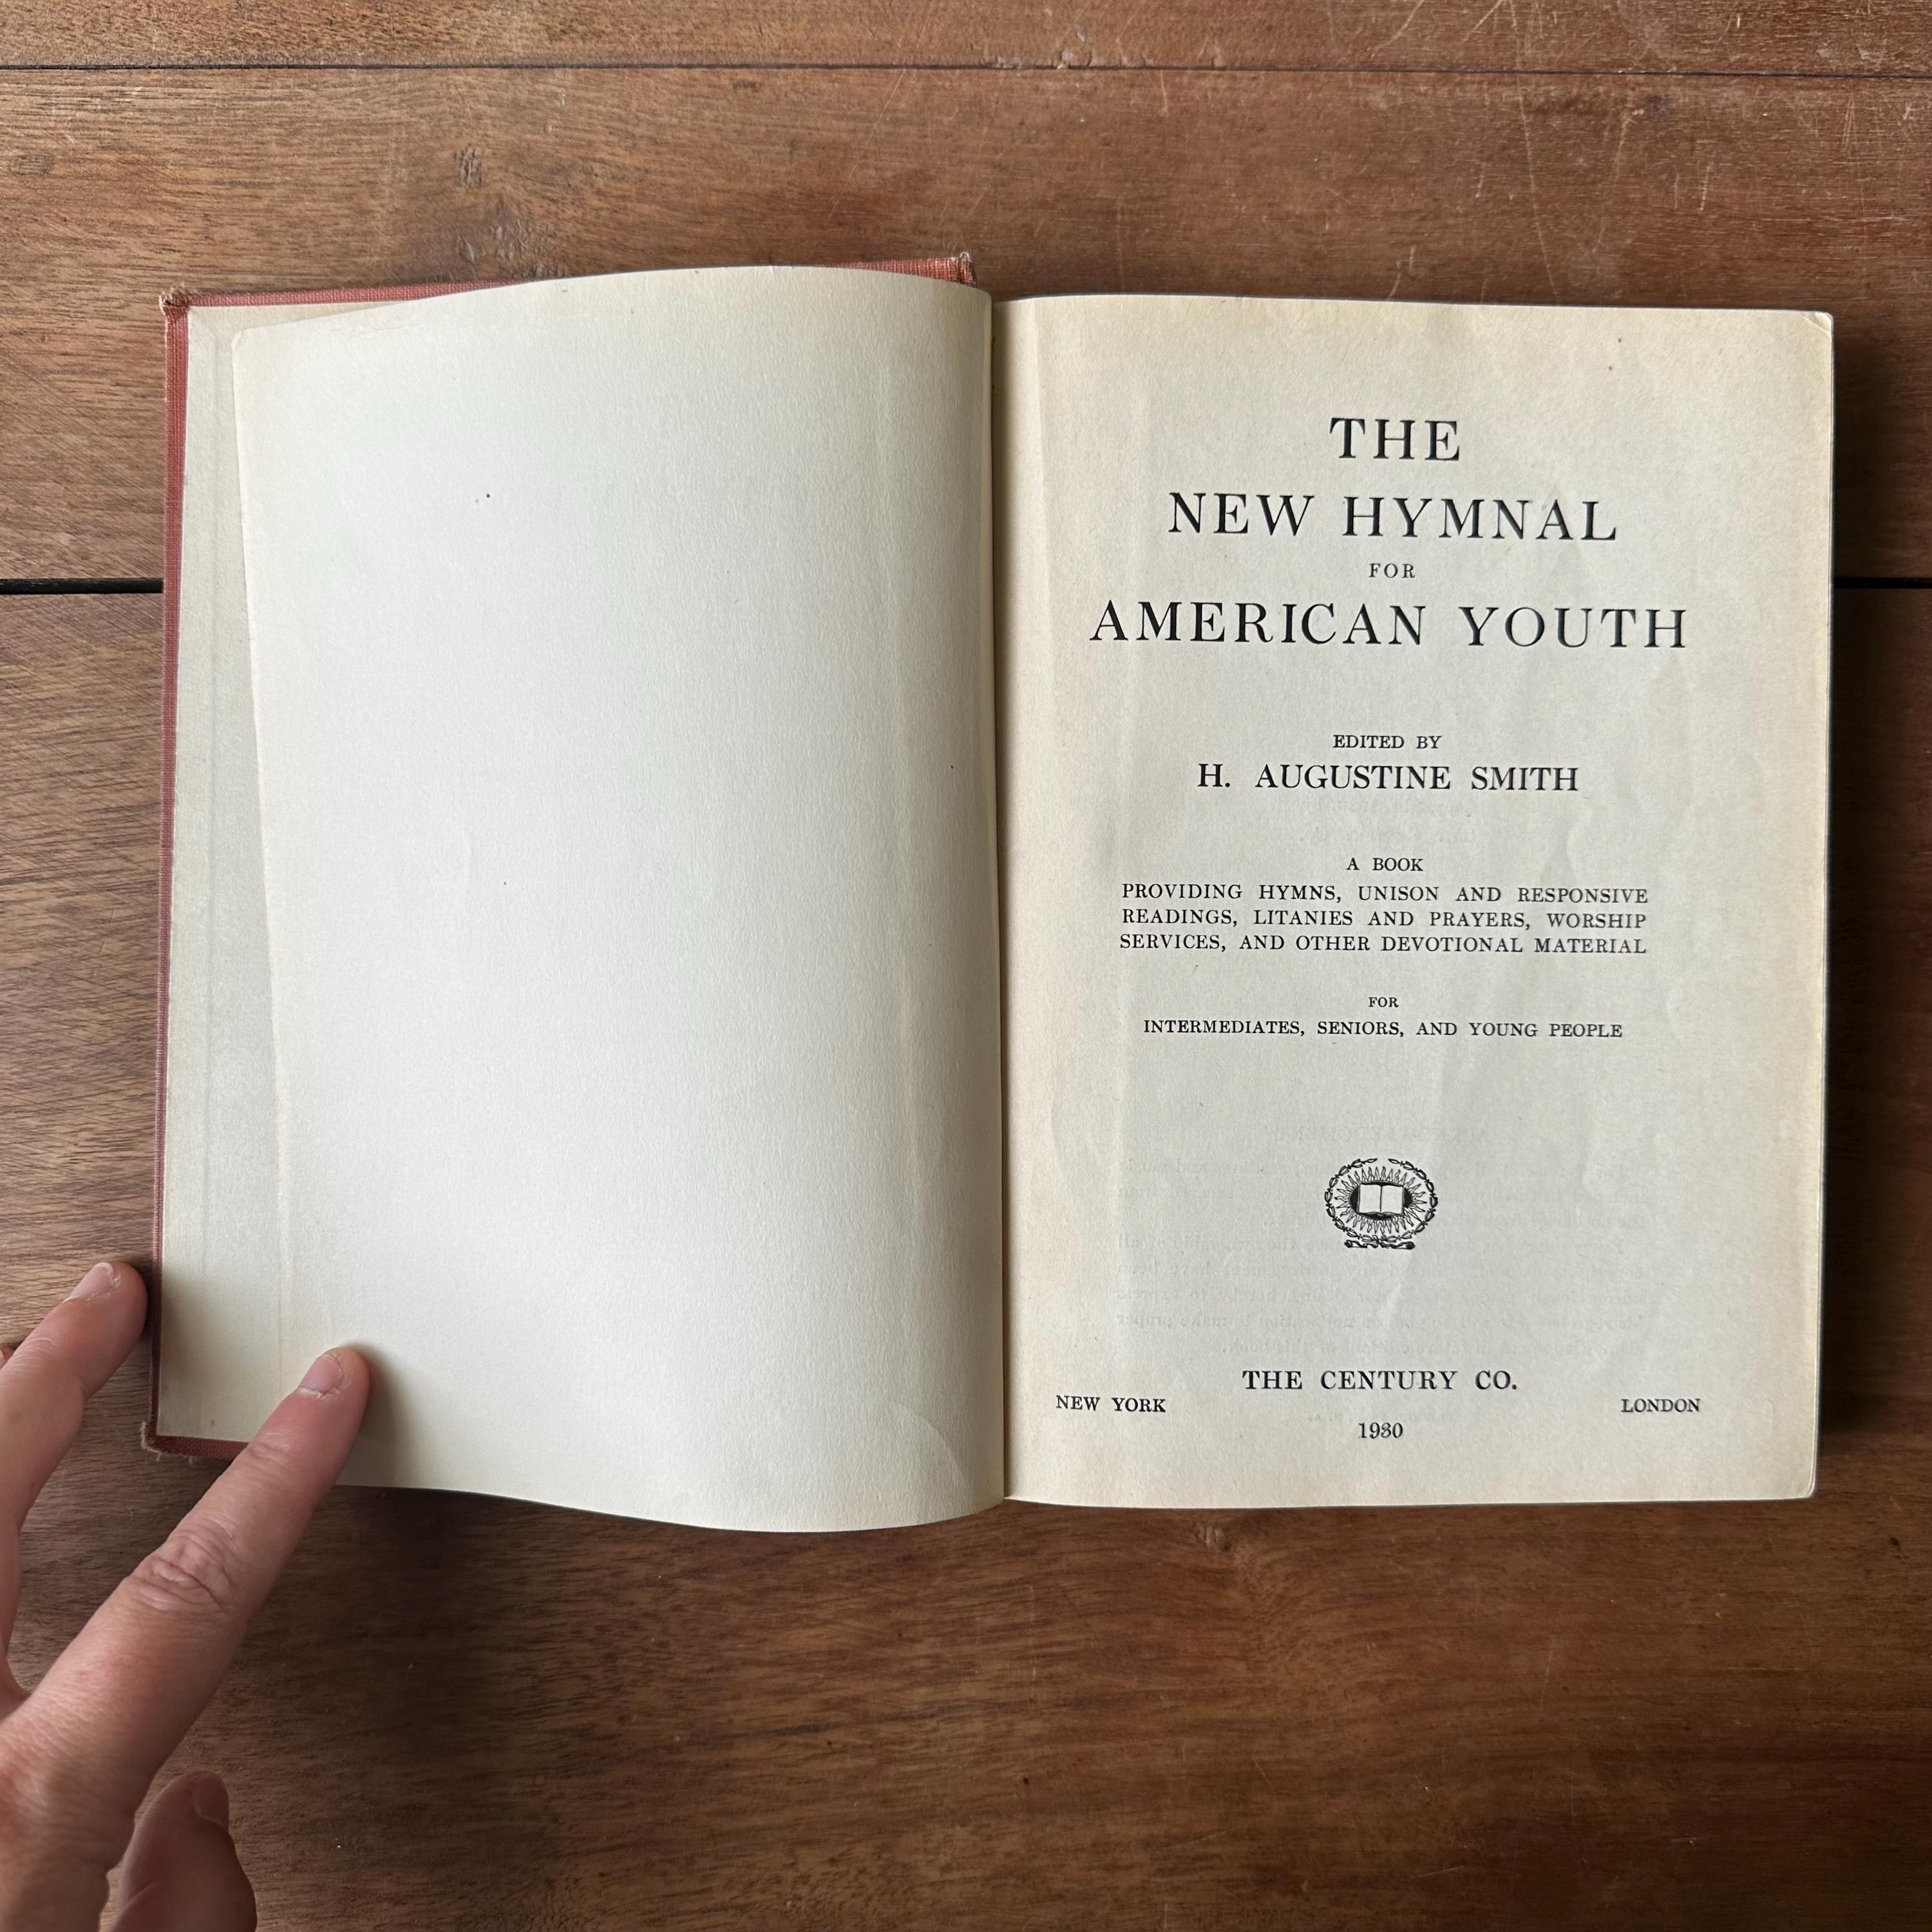 THE
NEW HYMNAL
FOR
AMERICAN YOUTH
EDITED BY
H. AUGUSTINE SMITH
A BOOK
PROVIDING HYMNS, UNISON AND RESPONSIVE
READINGS, LITANIES AND PRAYERS, WORSHIP
SERVICES, AND OTHER DEVOTIONAL MATERIAL
FOR
INTERMEDIATES, SENIORS, AND YOUNG PEOPLE
THE CENTURY CO.
NEW YORK LONDON
1930